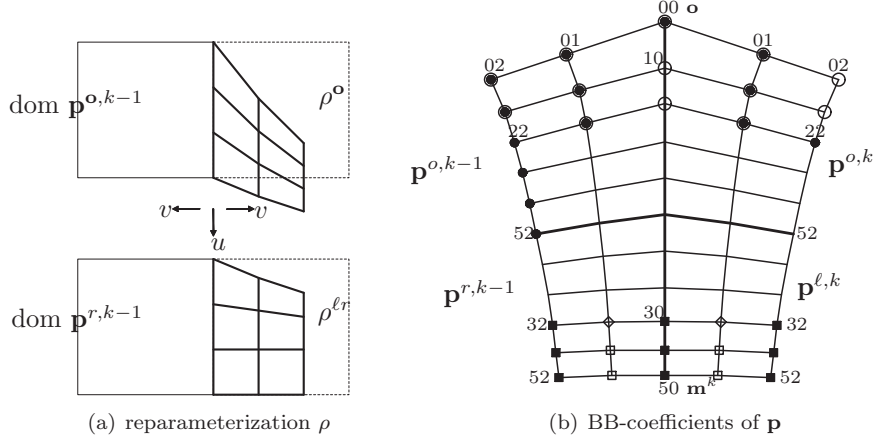 dom p^{o,k−1}
ρ^o
v v
u
dom p^{r,k−1}
ρ^{ℓr}
(a) reparameterization ρ
00 o
01 01
02 10 02
22 22
p^{o,k−1} p^{o,k}
52 52
p^{r,k−1} p^{ℓ,k}
32 30 32
52 50 m^k 52
(b) BB-coefficients of p